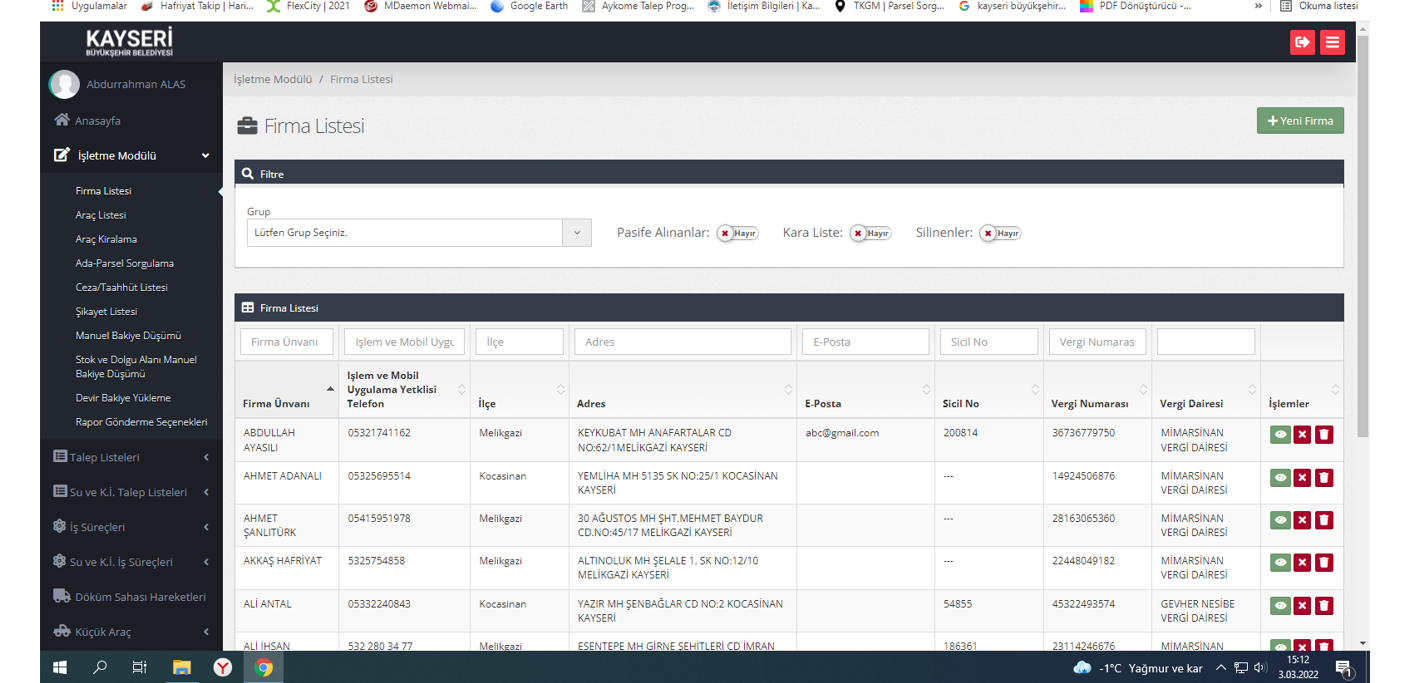 Uygulamalar Hafriyat Takip | Hari... FlexCity | 2021 MDaemon Webmai... Google Earth Aykome Talep Prog... İletişim Bilgileri | Ka... TKGM | Parsel Sorg... kayseri büyükşehir... PDF Dönüştürücü -... » Okuma listesi
KAYSERİ
BÜYÜKŞEHİR BELEDİYESİ
Abdurrahman ALAS
Anasayfa
İşletme Modülü
Firma Listesi
Araç Listesi
Araç Kiralama
Ada-Parsel Sorgulama
Ceza/Taahhüt Listesi
Şikayet Listesi
Manuel Bakiye Düşümü
Stok ve Dolgu Alanı Manuel
Bakiye Düşümü
Devir Bakiye Yükleme
Rapor Gönderme Seçenekleri
Talep Listeleri
Su ve K.İ. Talep Listeleri
İş Süreçleri
Su ve K.İ. İş Süreçleri
Döküm Sahası Hareketleri
Küçük Araç
İşletme Modülü / Firma Listesi
Firma Listesi
+ Yeni Firma
Filtre
Grup
Lütfen Grup Seçiniz.
Pasife Alınanlar: Hayır Kara Liste: Hayır Silinenler: Hayır
Firma Listesi
Firma Ünvanı İşlem ve Mobil Uygu İlçe Adres E-Posta Sicil No Vergi Numaras
İşlem ve Mobil
Uygulama Yetklisi
Firma Ünvanı Telefon İlçe Adres E-Posta Sicil No Vergi Numarası Vergi Dairesi İşlemler
ABDULLAH 05321741162 Melikgazi KEYKUBAT MH ANAFARTALAR CD abc@gmail.com 200814 36736779750 MİMARSİNAN
AYASILI NO:62/1MELİKGAZİ KAYSERİ VERGİ DAİRESİ
AHMET ADANALI 05325695514 Kocasinan YEMLİHA MH 5135 SK NO:25/1 KOCASİNAN --- 14924506876 MİMARSİNAN
KAYSERİ VERGİ DAİRESİ
AHMET 05415951978 Melikgazi 30 AĞUSTOS MH ŞHT.MEHMET BAYDUR --- 28163065360 MİMARSİNAN
ŞANLITÜRK CD.NO:45/17 MELİKGAZİ KAYSERİ VERGİ DAİRESİ
AKKAŞ HAFRİYAT 5325754858 Melikgazi ALTINOLUK MH ŞELALE 1. SK NO:12/10 --- 22448049182 MİMARSİNAN
MELİKGAZİ KAYSERİ VERGİ DAİRESİ
ALİ ANTAL 05332240843 Kocasinan YAZIR MH ŞENBAĞLAR CD NO:2 KOCASİNAN 54855 45322493574 GEVHER NESİBE
KAYSERİ VERGİ DAİRESİ
ALİ İHSAN 532 280 34 77 Melikgazi ESENTEPE MH GİRNE ŞEHİTLERİ CD İMRAN 186361 23114246676 MİMARSİNAN
-1°C Yağmur ve kar
15:12
3.03.2022
1